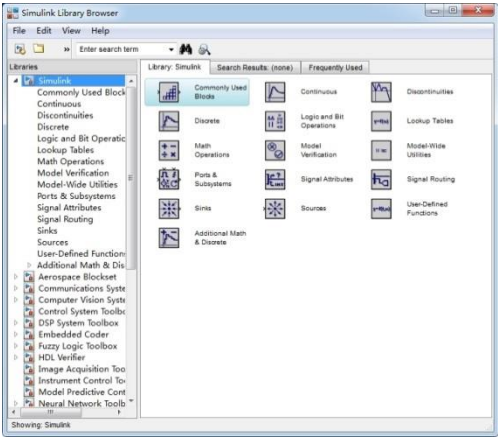 Simulink Library Browser
File Edit View Help
» Enter search term
Libraries
Library: Simulink
Search Results: (none)
Frequently Used
Simulink
Commonly Used Block
Continuous
Discontinuities
Discrete
Logic and Bit Operatic
Lookup Tables
Math Operations
Model Verification
Model-Wide Utilities
Ports & Subsystems
Signal Attributes
Signal Routing
Sinks
Sources
User-Defined Function
Additional Math & Dis
Aerospace Blockset
Communications Syste
Computer Vision Syste
Control System Toolbo
DSP System Toolbox
Embedded Coder
Fuzzy Logic Toolbox
HDL Verifier
Image Acquisition Too
Instrument Control To
Model Predictive Cont
Neural Network Toolb
Commonly Used
Blocks
Continuous
Discontinuities
Discrete
Logic and Bit
Operations
Lookup Tables
Math
Operations
Model
Verification
Model-Wide
Utilities
Ports &
Subsystems
Signal Attributes
Signal Routing
Sinks
Sources
User-Defined
Functions
Additional Math
& Discrete
Showing: Simulink